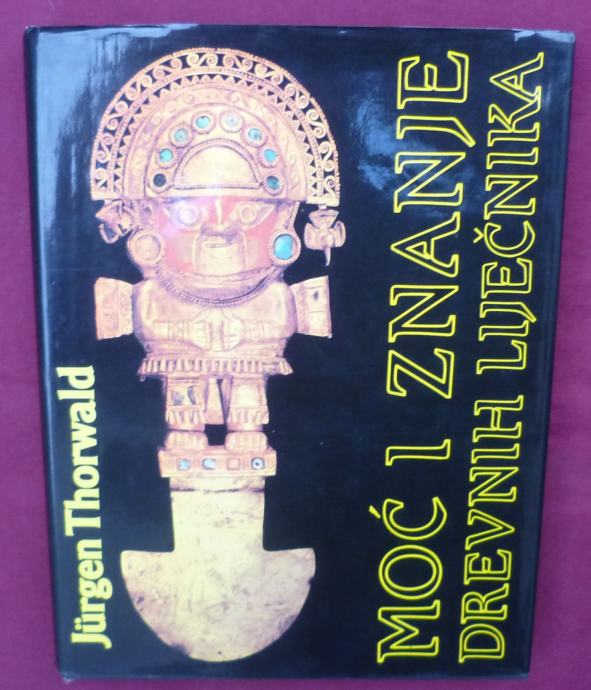 Jürgen Thorwald
MOĆ I ZNANJE
DREVNIH LIJEČNIKA